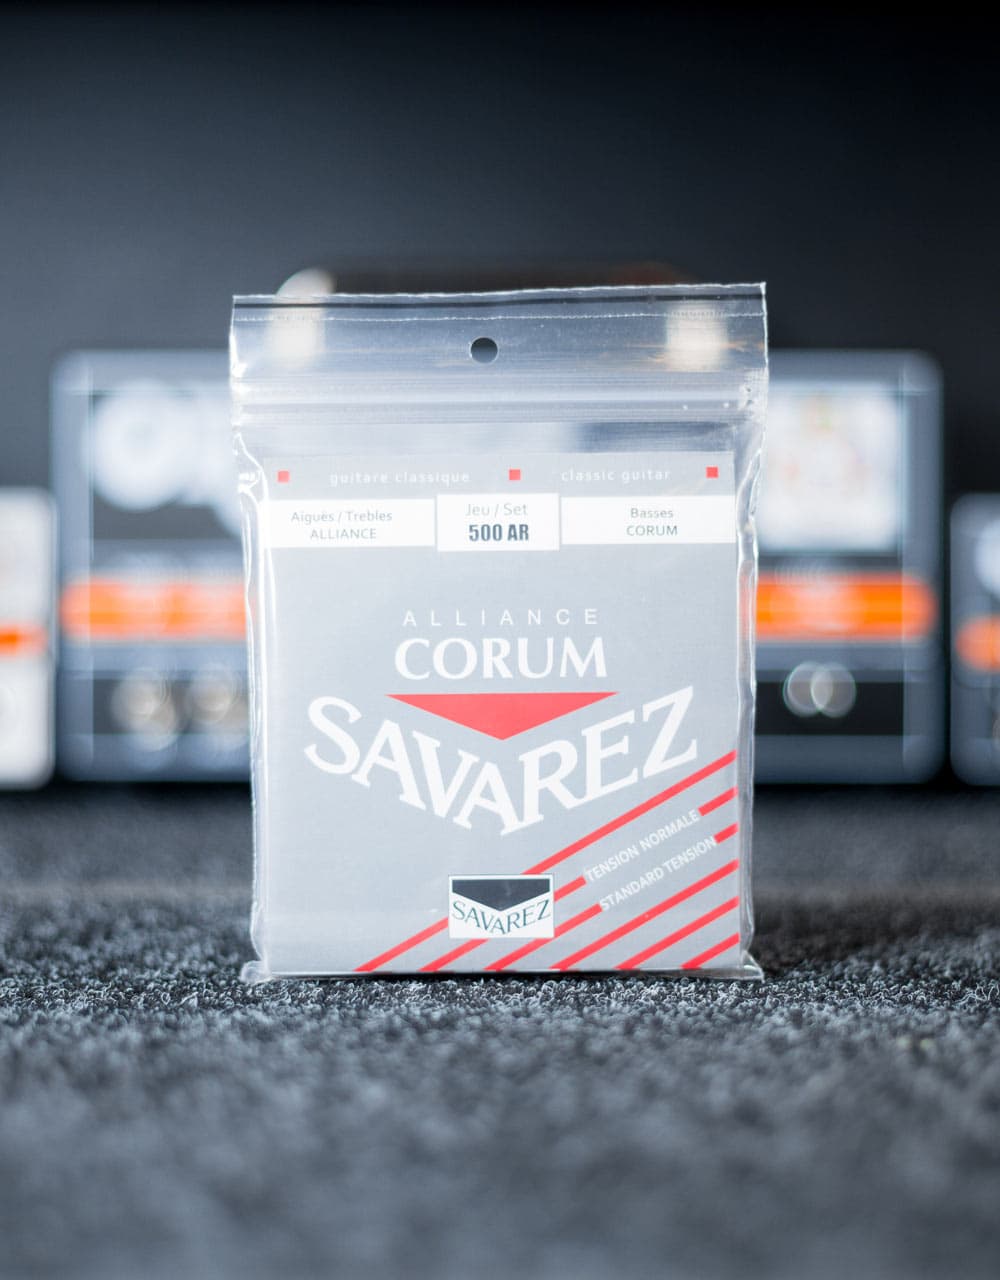 guitare classique classic guitar
Aiguës / Trebles
ALLIANCE
Jeu / Set
500 AR
Basses
CORUM
ALLIANCE
CORUM
SAVAREZ
TENSION NORMALE
STANDARD TENSION
SAVAREZ